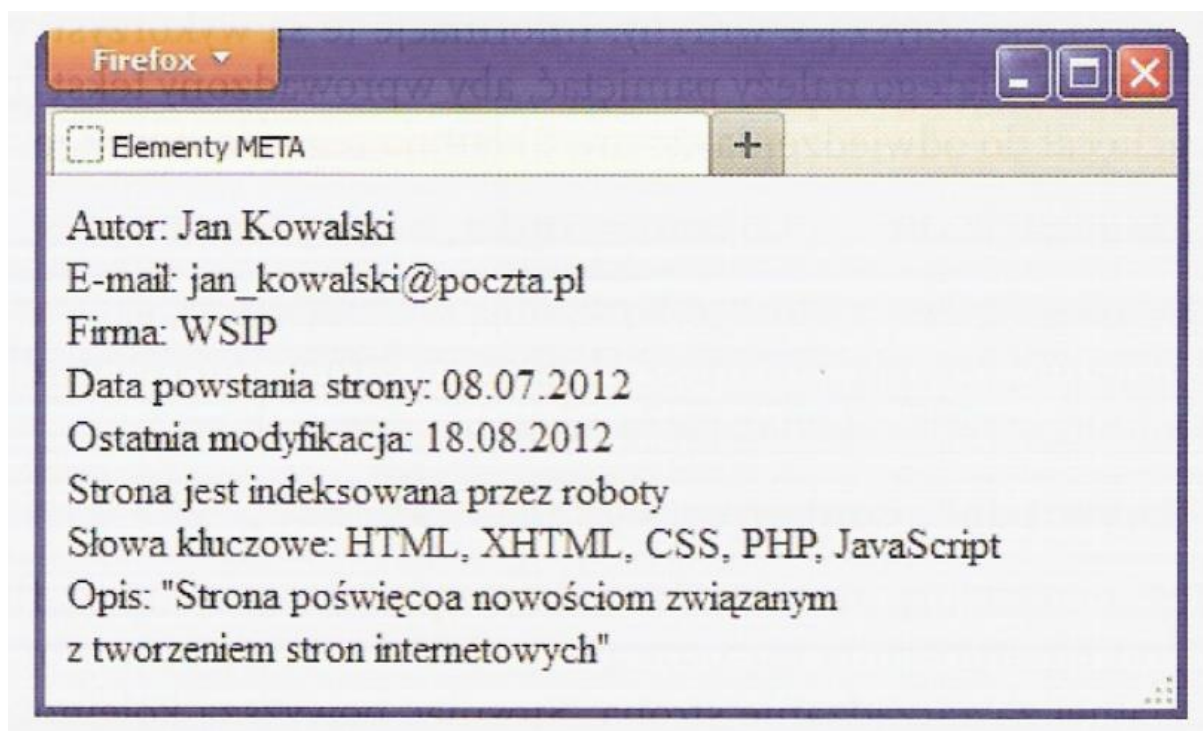 Firefox
Elementy META
+
Autor: Jan Kowalski
E-mail: jan_kowalski@poczta.pl
Firma: WSIP
Data powstania strony: 08.07.2012
Ostatnia modyfikacja: 18.08.2012
Strona jest indeksowana przez roboty
Słowa kluczowe: HTML, XHTML, CSS, PHP, JavaScript
Opis: "Strona poświęcoa nowościom związanym
z tworzeniem stron internetowych"